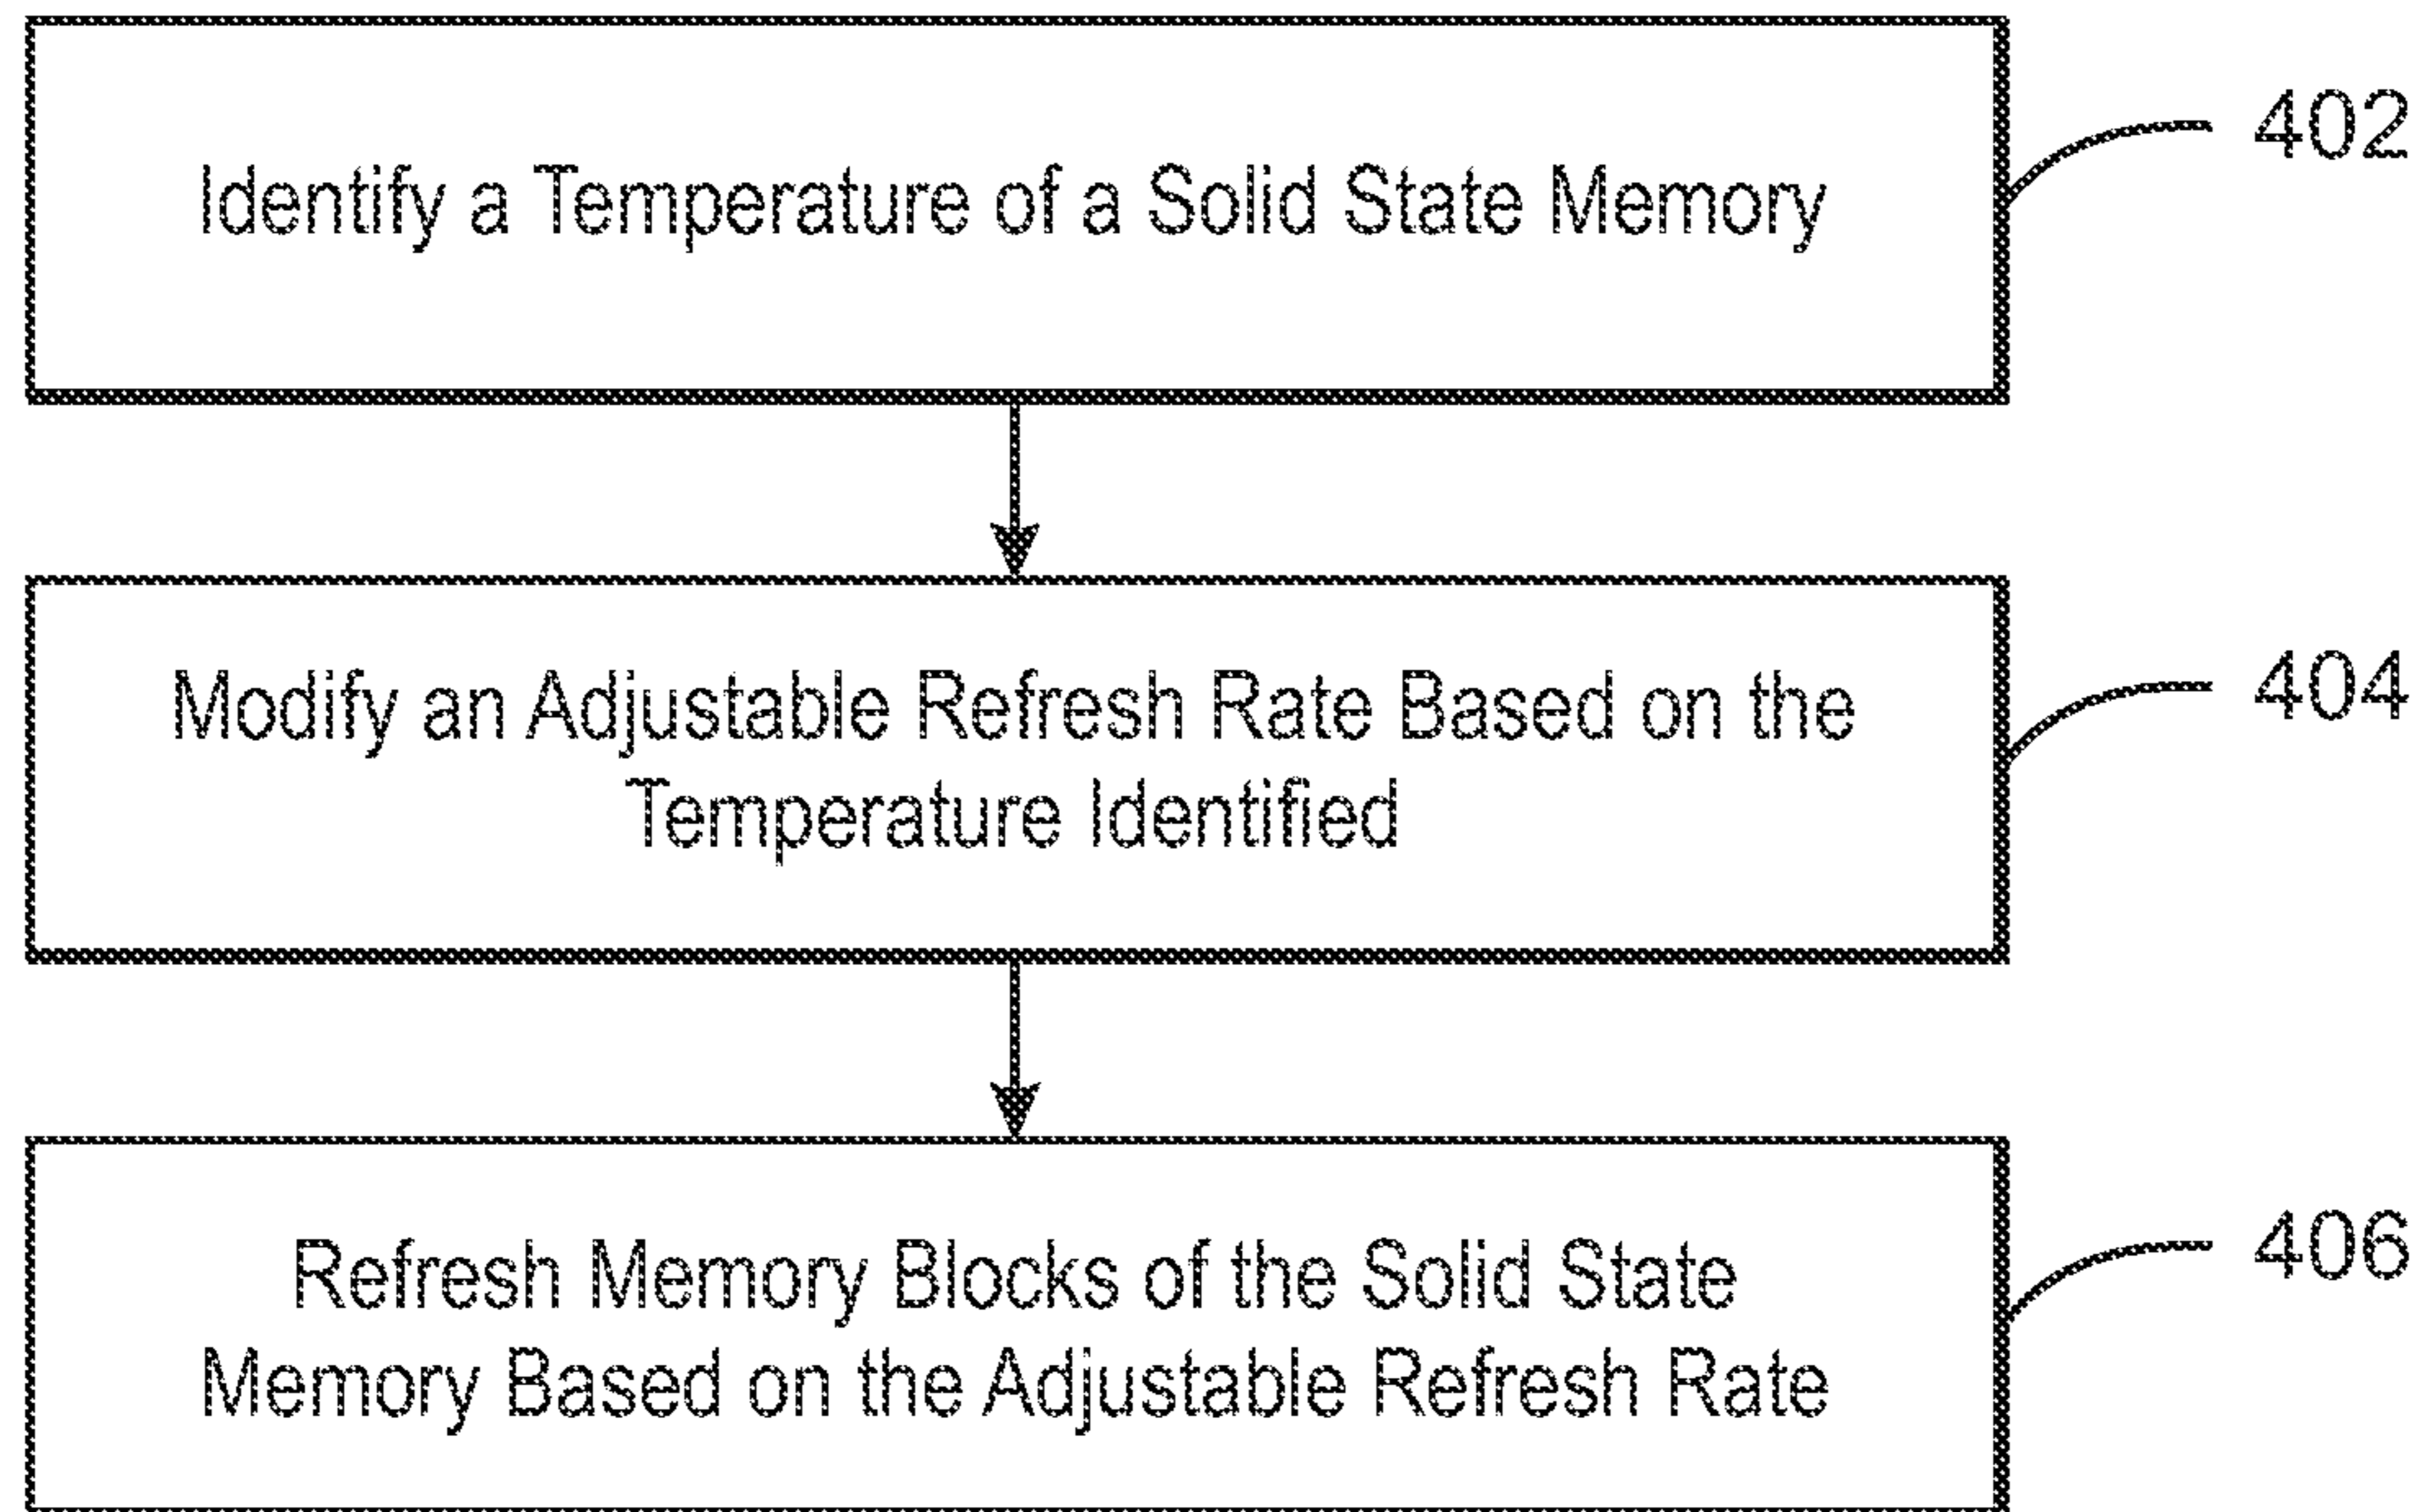 Identify a Temperature of a Solid State Memory
402
Modify an Adjustable Refresh Rate Based on the
Temperature Identified
404
Refresh Memory Blocks of the Solid State
Memory Based on the Adjustable Refresh Rate
406